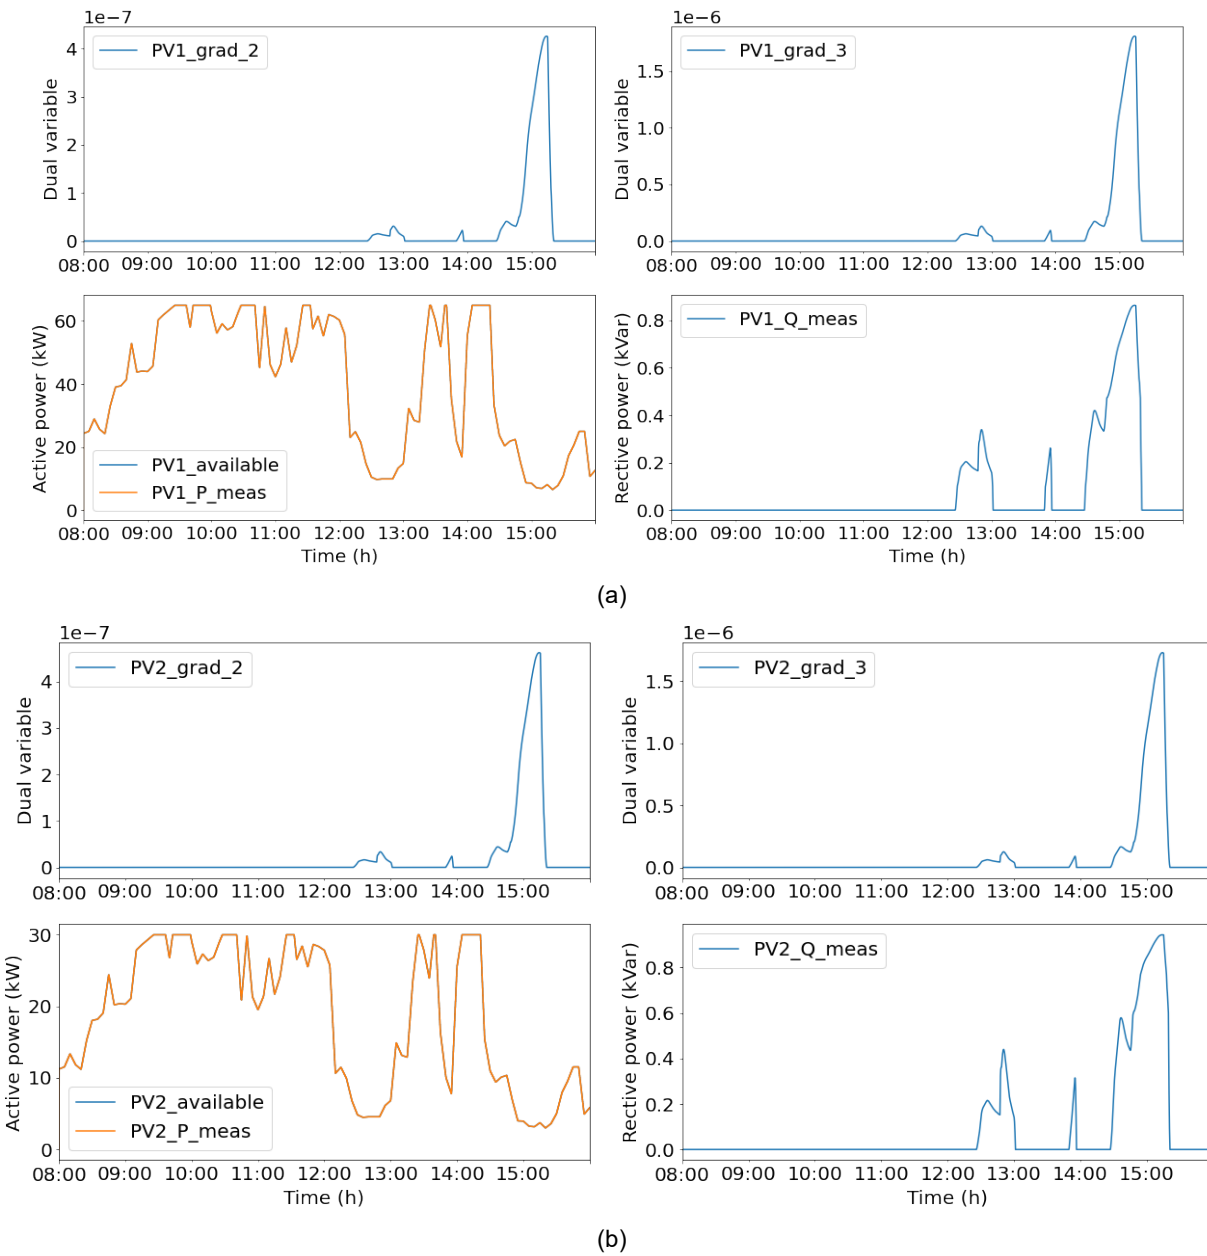 1e−7
PV1_grad_2
Dual variable
4
3
2
1
0
08:00 09:00 10:00 11:00 12:00 13:00 14:00 15:00
1e−6
PV1_grad_3
Dual variable
1.5
1.0
0.5
0.0
08:00 09:00 10:00 11:00 12:00 13:00 14:00 15:00
Active power (kW)
60
40
20
0
PV1_available
PV1_P_meas
08:00 09:00 10:00 11:00 12:00 13:00 14:00 15:00
Time (h)
PV1_Q_meas
Rective power (kVar)
0.8
0.6
0.4
0.2
0.0
08:00 09:00 10:00 11:00 12:00 13:00 14:00 15:00
Time (h)
(a)
1e−7
PV2_grad_2
Dual variable
4
3
2
1
0
08:00 09:00 10:00 11:00 12:00 13:00 14:00 15:00
1e−6
PV2_grad_3
Dual variable
1.5
1.0
0.5
0.0
08:00 09:00 10:00 11:00 12:00 13:00 14:00 15:00
Active power (kW)
30
20
10
0
PV2_available
PV2_P_meas
08:00 09:00 10:00 11:00 12:00 13:00 14:00 15:00
Time (h)
PV2_Q_meas
Rective power (kVar)
0.8
0.6
0.4
0.2
0.0
08:00 09:00 10:00 11:00 12:00 13:00 14:00 15:00
Time (h)
(b)